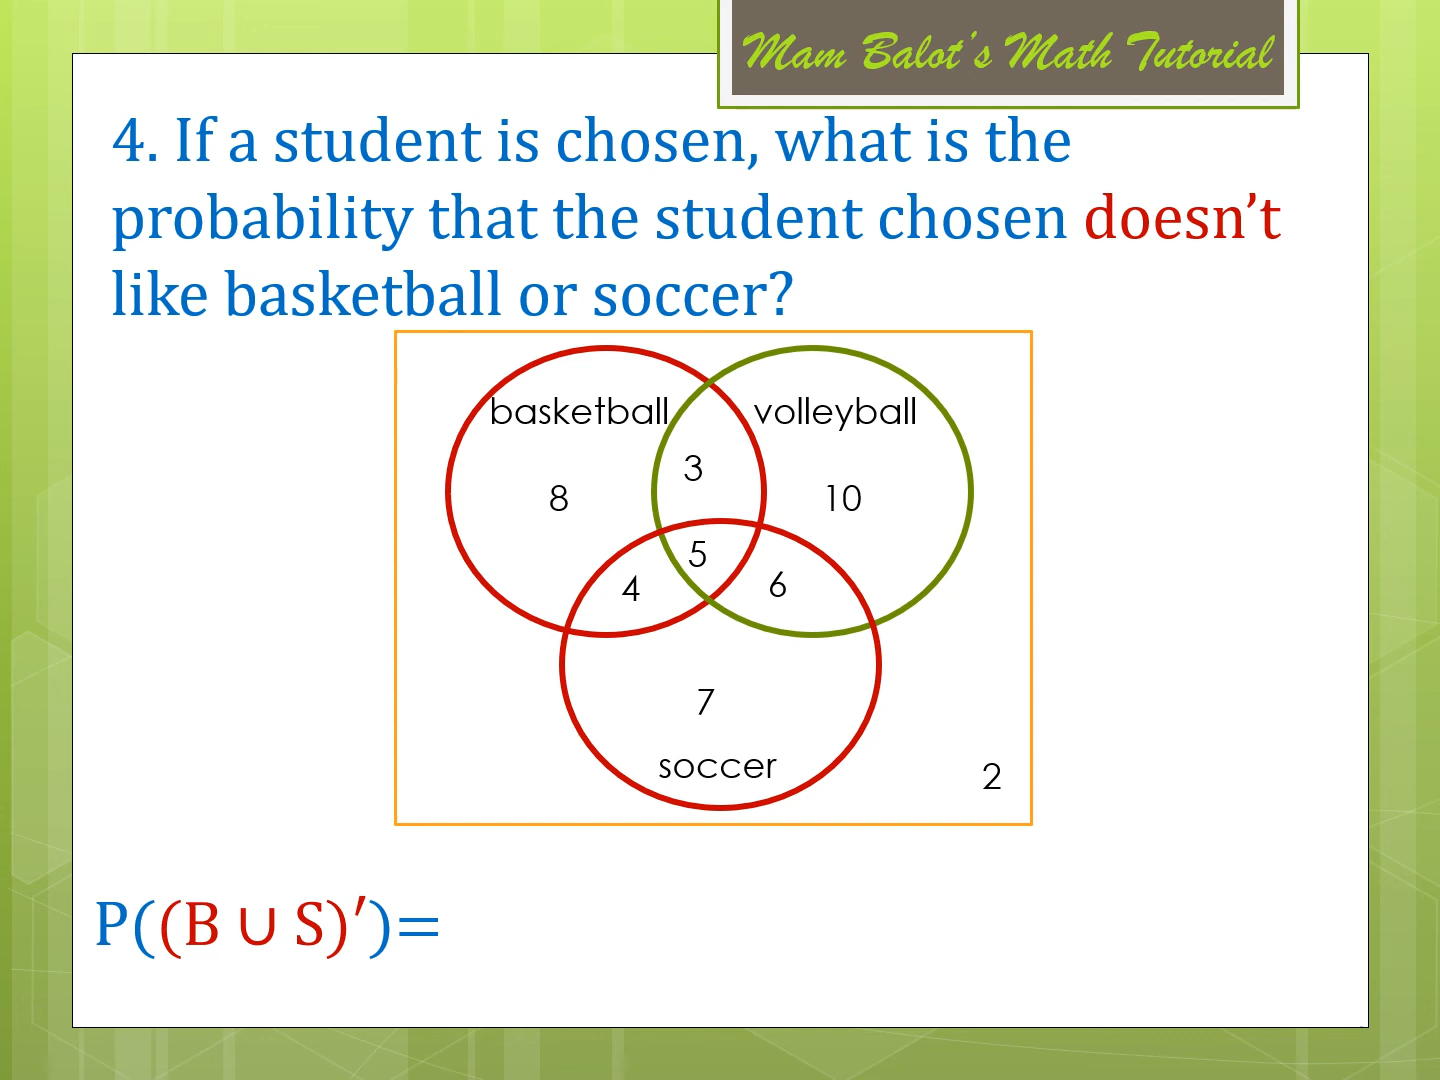 Mam Balot's Math Tutorial
4. If a student is chosen, what is the
probability that the student chosen doesn't
like basketball or soccer?
basketball
volleyball
3
8
10
5
4
6
7
soccer
2
P((B ∪ S)′)=